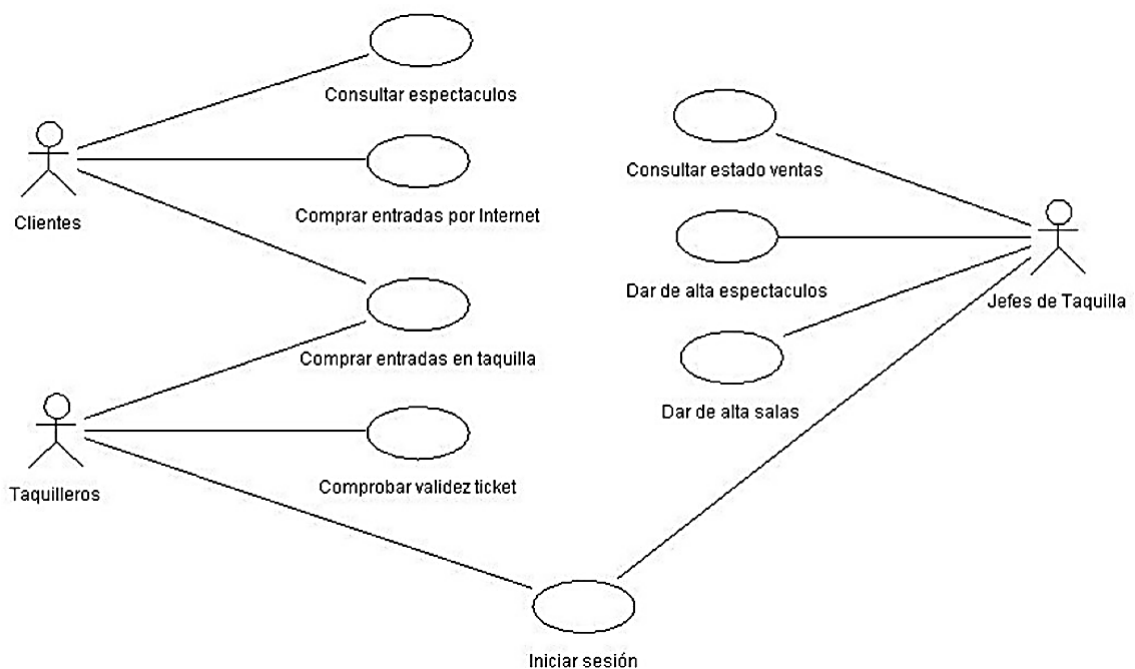 Consultar espectaculos
Consultar estado ventas
Comprar entradas por Internet
Clientes
Dar de alta espectaculos
Jefes de Taquilla
Comprar entradas en taquilla
Dar de alta salas
Comprobar validez ticket
Taquilleros
Iniciar sesión